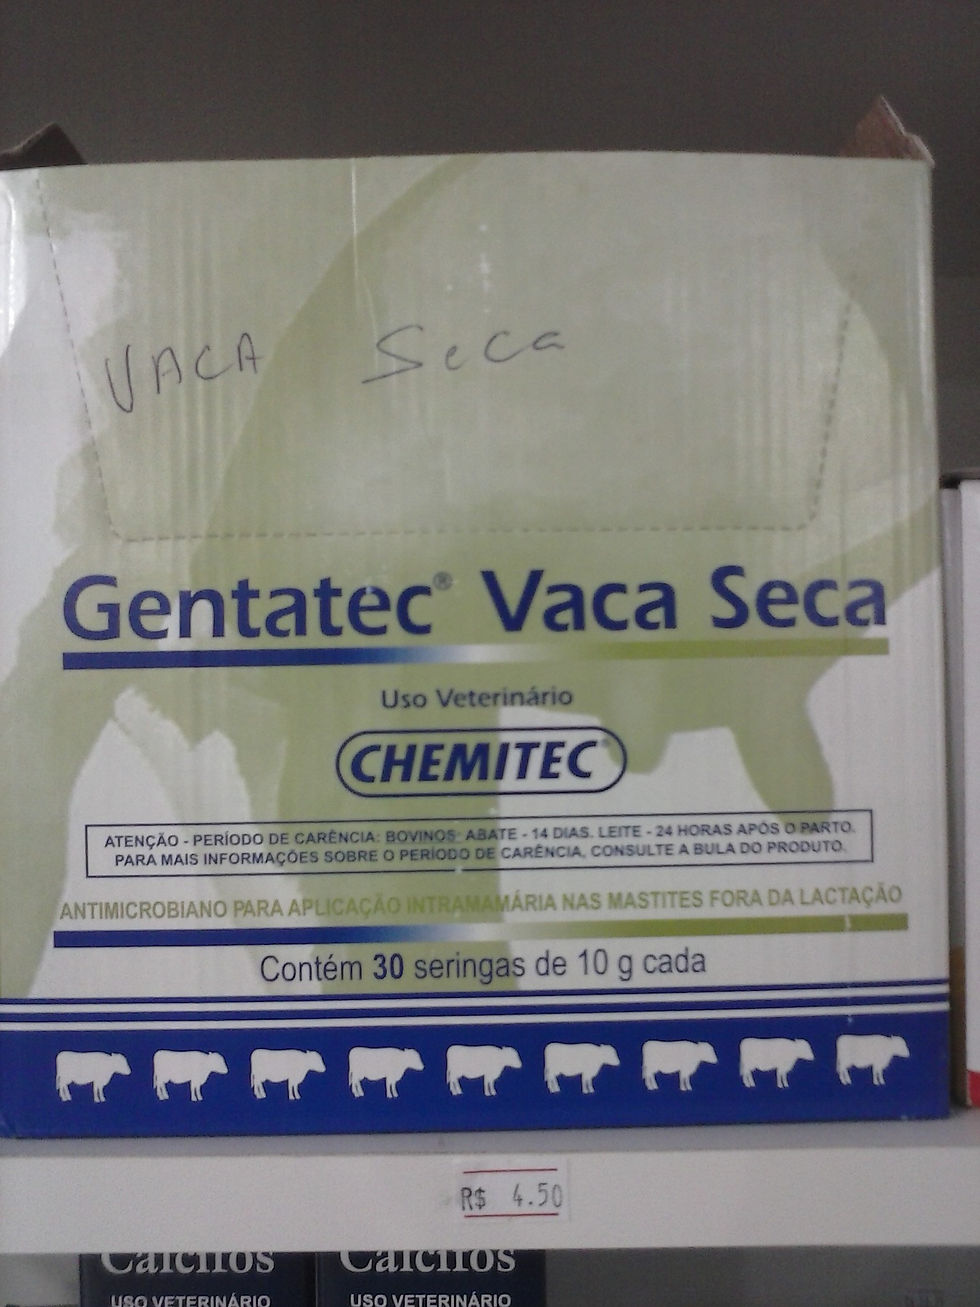 VACA Seca
Gentatec® Vaca Seca
Uso Veterinário
CHEMITEC
ATENÇÃO - PERÍODO DE CARÊNCIA: BOVINOS: ABATE - 14 DIAS. LEITE - 24 HORAS APÓS O PARTO.
PARA MAIS INFORMAÇÕES SOBRE O PERÍODO DE CARÊNCIA, CONSULTE A BULA DO PRODUTO.
ANTIMICROBIANO PARA APLICAÇÃO INTRAMAMÁRIA NAS MASTITES FORA DA LACTAÇÃO
Contém 30 seringas de 10 g cada
R$ 4.50
Calcifós Calcifós
USO VETERINÁRIO USO VETERINÁRIO